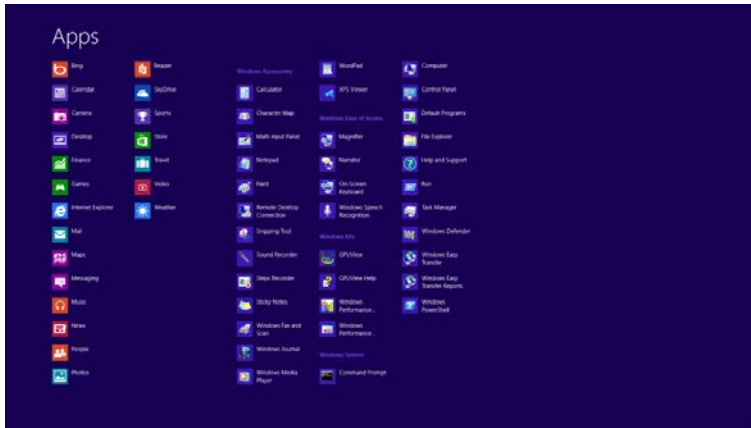 Apps
Bing
Calendar
Camera
Desktop
Finance
Games
Internet Explorer
Mail
Maps
Messaging
Music
News
People
Photos
Reader
SkyDrive
Sports
Store
Travel
Video
Weather
Windows Accessories
Calculator
Character Map
Math Input Panel
Notepad
Paint
Remote Desktop
Connection
Snipping Tool
Sound Recorder
Steps Recorder
Sticky Notes
Windows Fax and
Scan
Windows Journal
Windows Media
Player
WordPad
XPS Viewer
Windows Ease of Access
Magnifier
Narrator
On-Screen
Keyboard
Windows Speech
Recognition
Windows Kits
GPUView
GPUView Help
Windows
Performance...
Windows
Performance...
Windows System
Command Prompt
Computer
Control Panel
Default Programs
File Explorer
Help and Support
Run
Task Manager
Windows Defender
Windows Easy
Transfer
Windows Easy
Transfer Reports
Windows
PowerShell